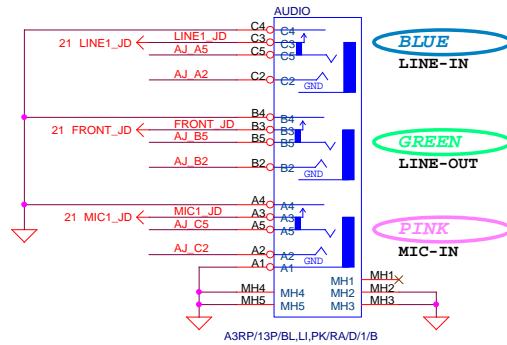 AUDIO
C4 C4
21 LINE1_JD LINE1_JD C3 C3
AJ_A5 C5 C5
BLUE
LINE-IN
AJ_A2 C2 C2
GND
B4 B4
21 FRONT_JD FRONT_JD B3 B3
AJ_B5 B5 B5
GREEN
LINE-OUT
AJ_B2 B2 B2
GND
A4 A4
21 MIC1_JD MIC1_JD A3 A3
AJ_C5 A5 A5
PINK
MIC-IN
AJ_C2 A2 A2
GND
A1 A1
MH1 MH1
MH4 MH4 MH2 MH2
MH5 MH5 MH3 MH3
A3RP/13P/BL,LI,PK/RA/D/1/B